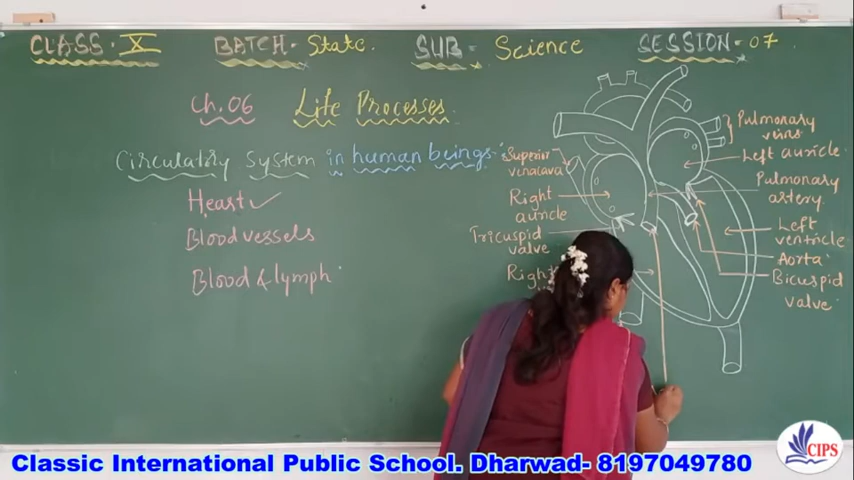 CLASS - X BATCH - State. SUB - Science SESSION - 07
Ch. 06 Life Processes.
Circulatory System in human beings -
Heart ✓
Blood vessels
Blood & lymph
Superior
venacava
Right
auricle
Tricuspid
valve
Right
Pulmonary
veins
Left auricle
Pulmonary
artery
Left
ventricle
Aorta
Bicuspid
valve
Classic International Public School. Dharwad- 8197049780
CIPS